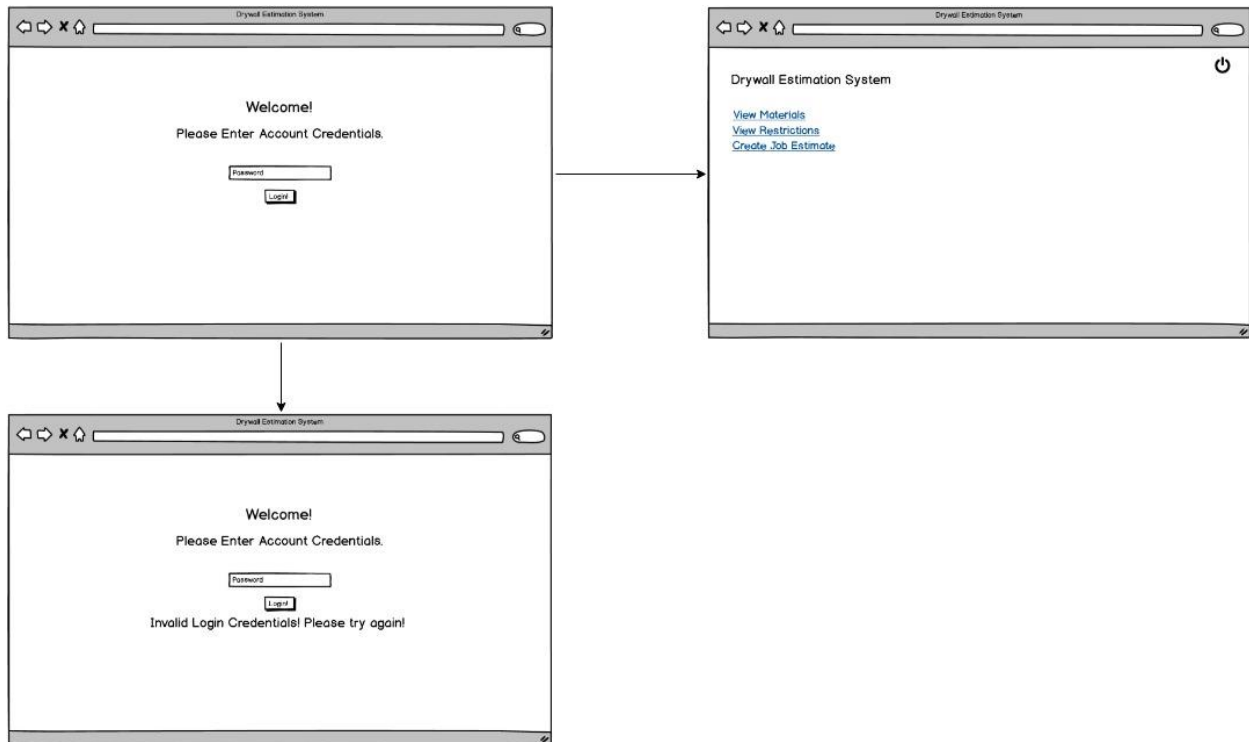 Drywall Estimation System
Welcome!
Please Enter Account Credentials.
Password
Login!
Drywall Estimation System
Drywall Estimation System
View Materials
View Restrictions
Create Job Estimate
Drywall Estimation System
Welcome!
Please Enter Account Credentials.
Password
Login!
Invalid Login Credentials! Please try again!